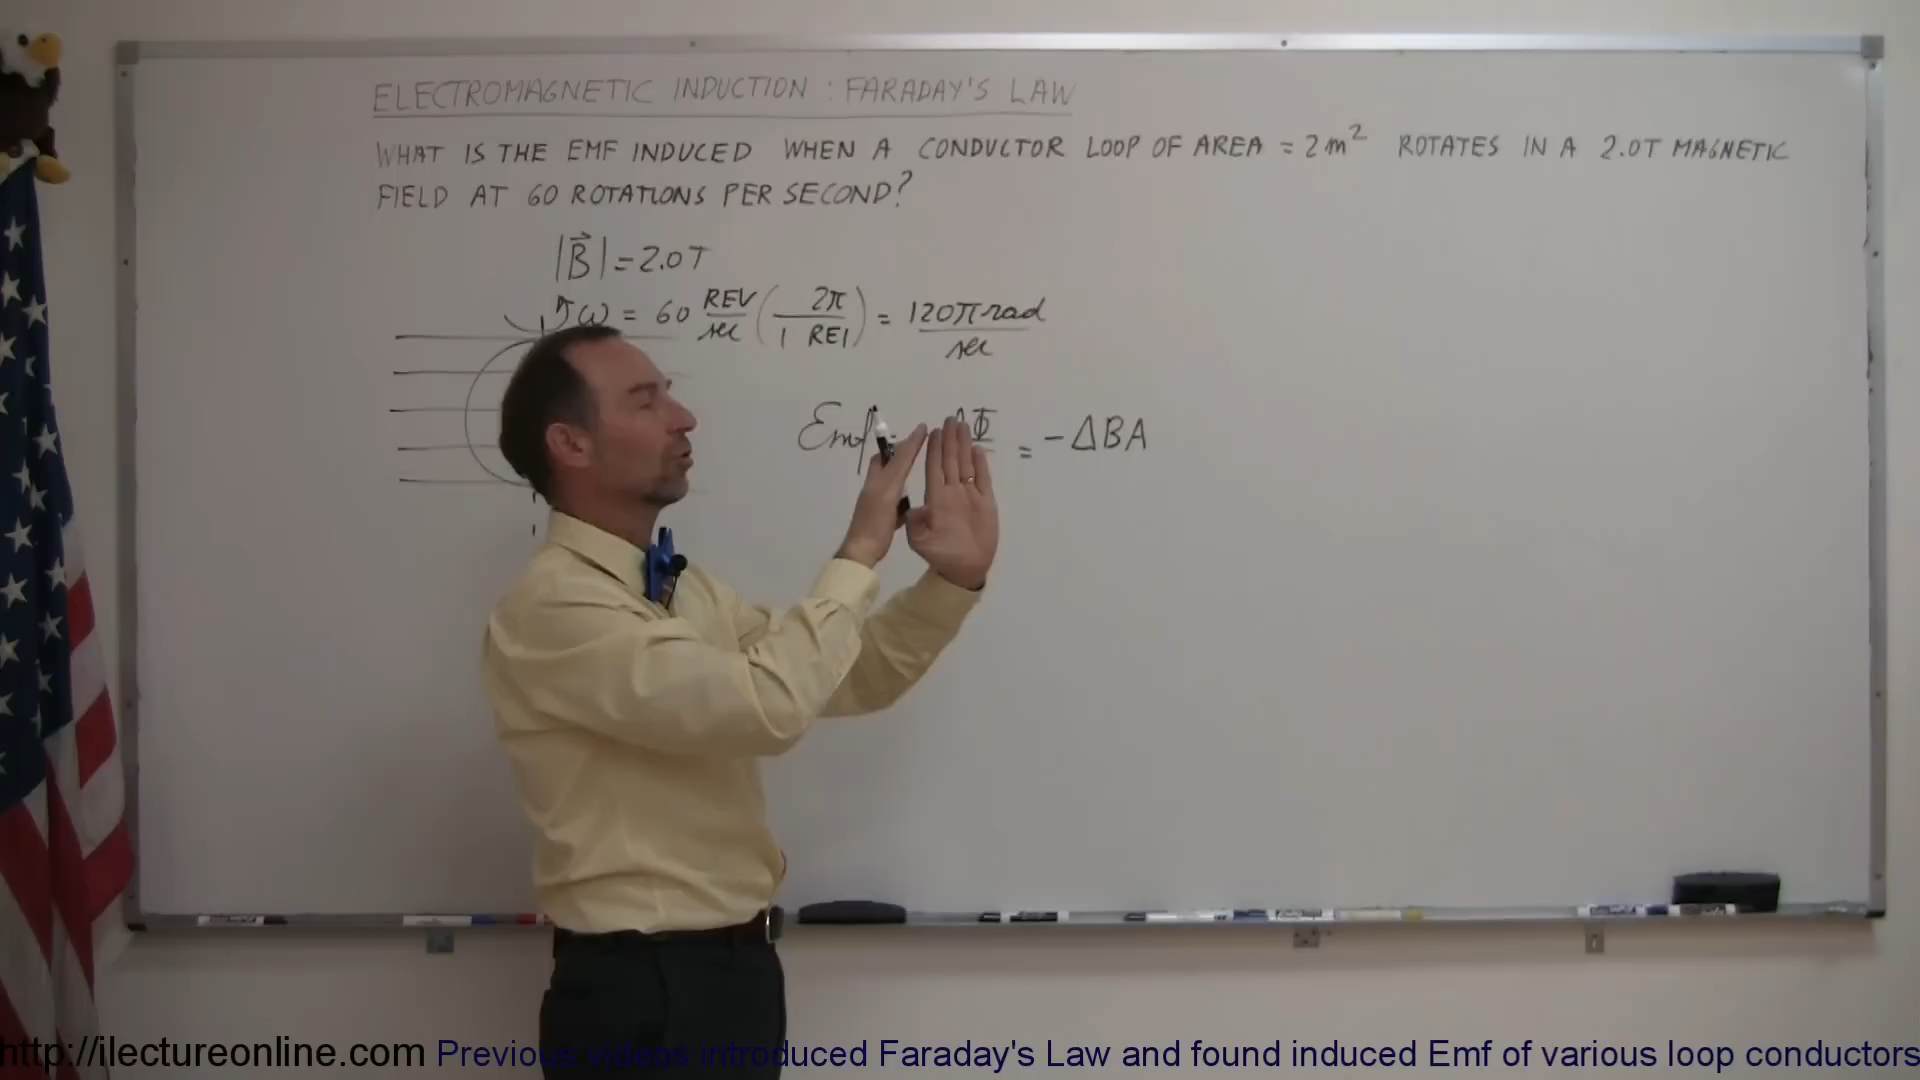 ELECTROMAGNETIC INDUCTION : FARADAY'S LAW
WHAT IS THE EMF INDUCED WHEN A CONDUCTOR LOOP OF AREA = 2m² ROTATES IN A 2.0T MAGNETIC
FIELD AT 60 ROTATIONS PER SECOND?
|B⃗| = 2.0T
ω = 60 REV/sec (2π/1 REV) = 120π rad/sec
Emf ΔΦ = -ΔBA
http://ilectureonline.com Previous videos introduced Faraday's Law and found induced Emf of various loop conductors